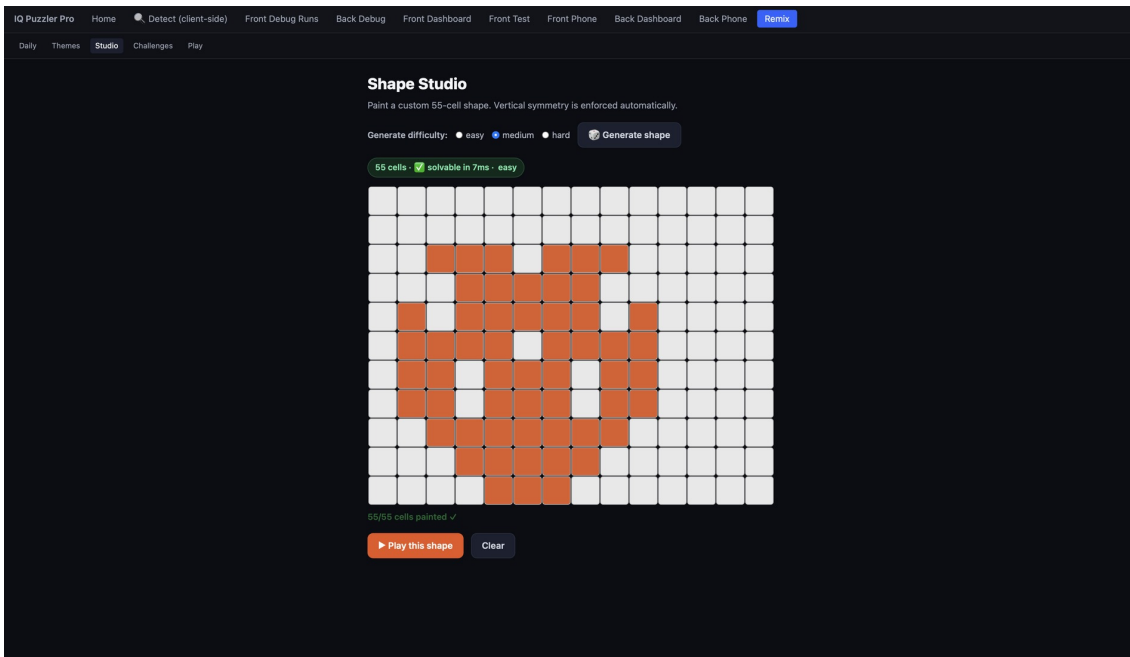 IQ Puzzler Pro Home 🔍 Detect (client-side) Front Debug Runs Back Debug Front Dashboard Front Test Front Phone Back Dashboard Back Phone Remix
Daily Themes Studio Challenges Play
Shape Studio
Paint a custom 55-cell shape. Vertical symmetry is enforced automatically.
Generate difficulty: easy medium hard 🎲 Generate shape
55 cells · ✅ solvable in 7ms · easy
55/55 cells painted ✓
▶ Play this shape Clear